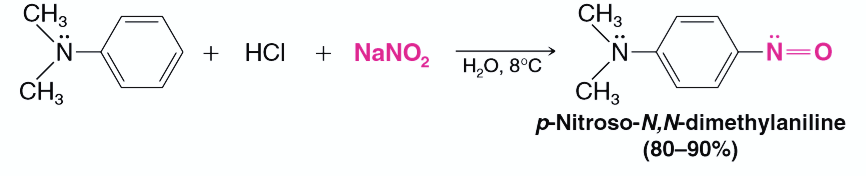 CH₃
N̈ + HCl + NaNO₂
CH₃
H₂O, 8°C
CH₃
N̈ N̈=O
CH₃
p-Nitroso-N,N-dimethylaniline
(80–90%)